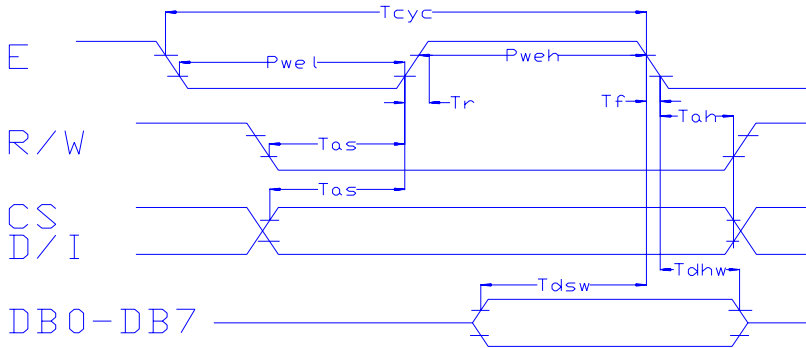 Tcyc
E
Pwel
Pweh
Tr
Tf
Tah
R/W
Tas
Tas
CS
D/I
Tdhw
Tdsw
DB0-DB7